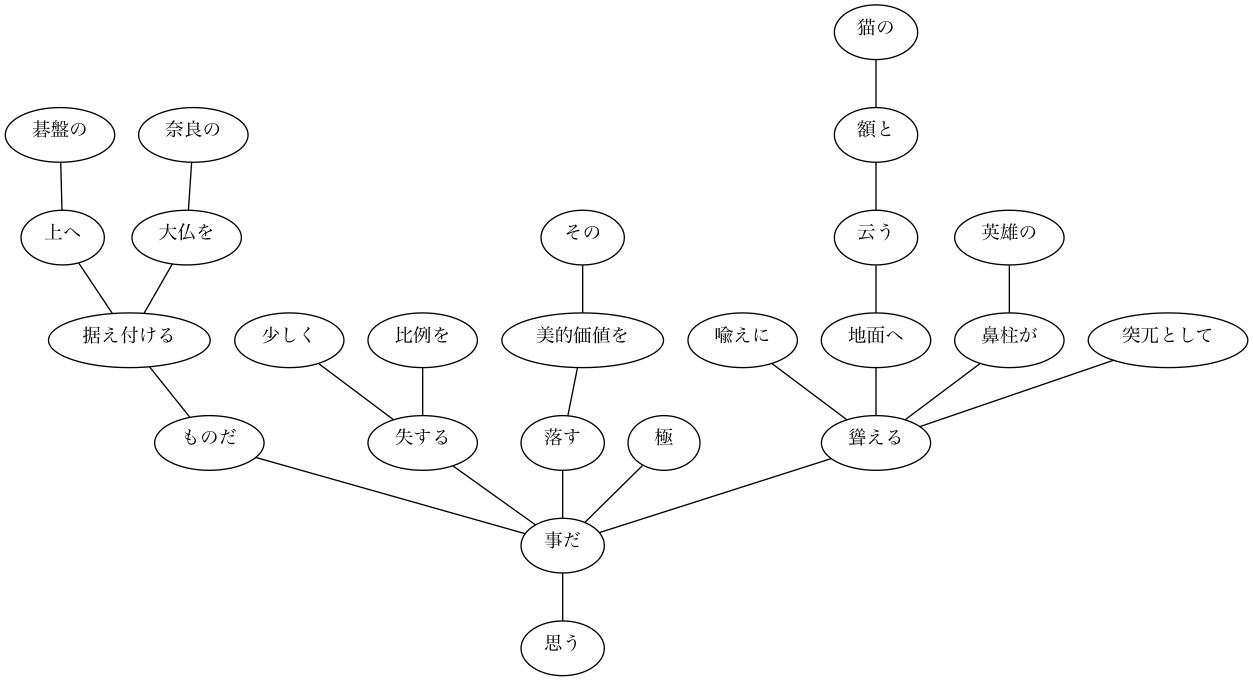 猫の
碁盤の
奈良の
額と
上へ
大仏を
その
云う
英雄の
据え付ける
少しく
比例を
美的価値を
喩えに
地面へ
鼻柱が
突兀として
ものだ
失する
落す
極
聳える
事だ
思う